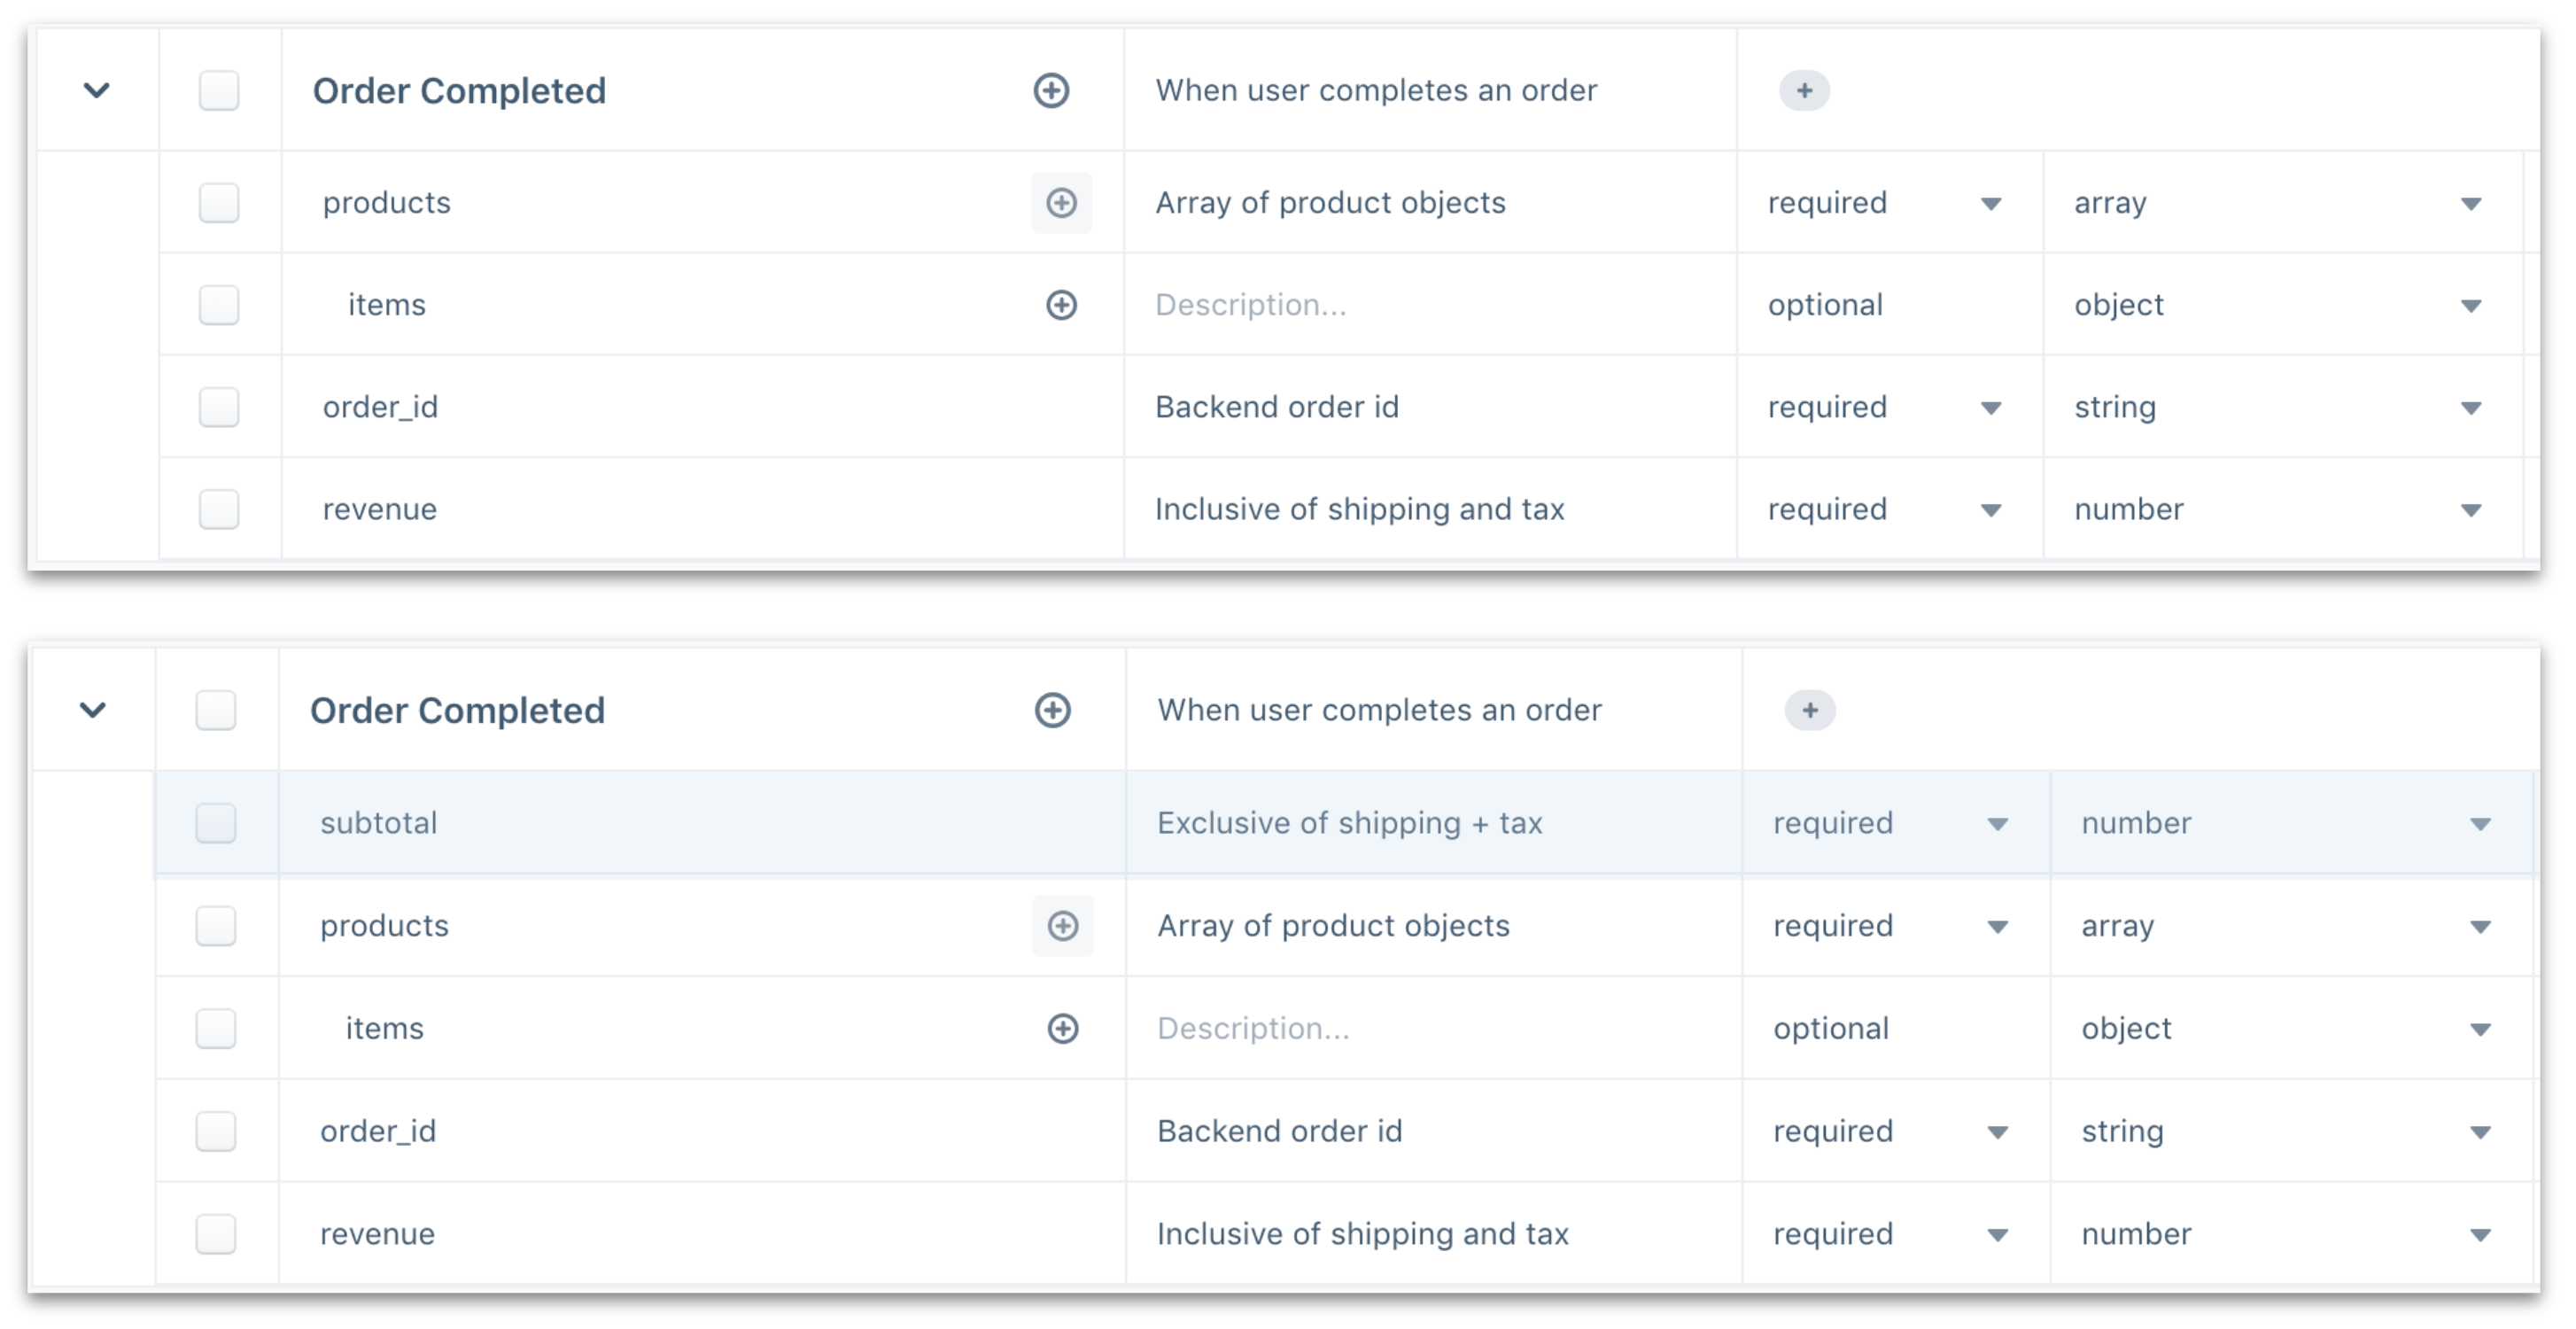 Order Completed When user completes an order +
products Array of product objects required array
items Description... optional object
order_id Backend order id required string
revenue Inclusive of shipping and tax required number
Order Completed When user completes an order +
subtotal Exclusive of shipping + tax required number
products Array of product objects required array
items Description... optional object
order_id Backend order id required string
revenue Inclusive of shipping and tax required number